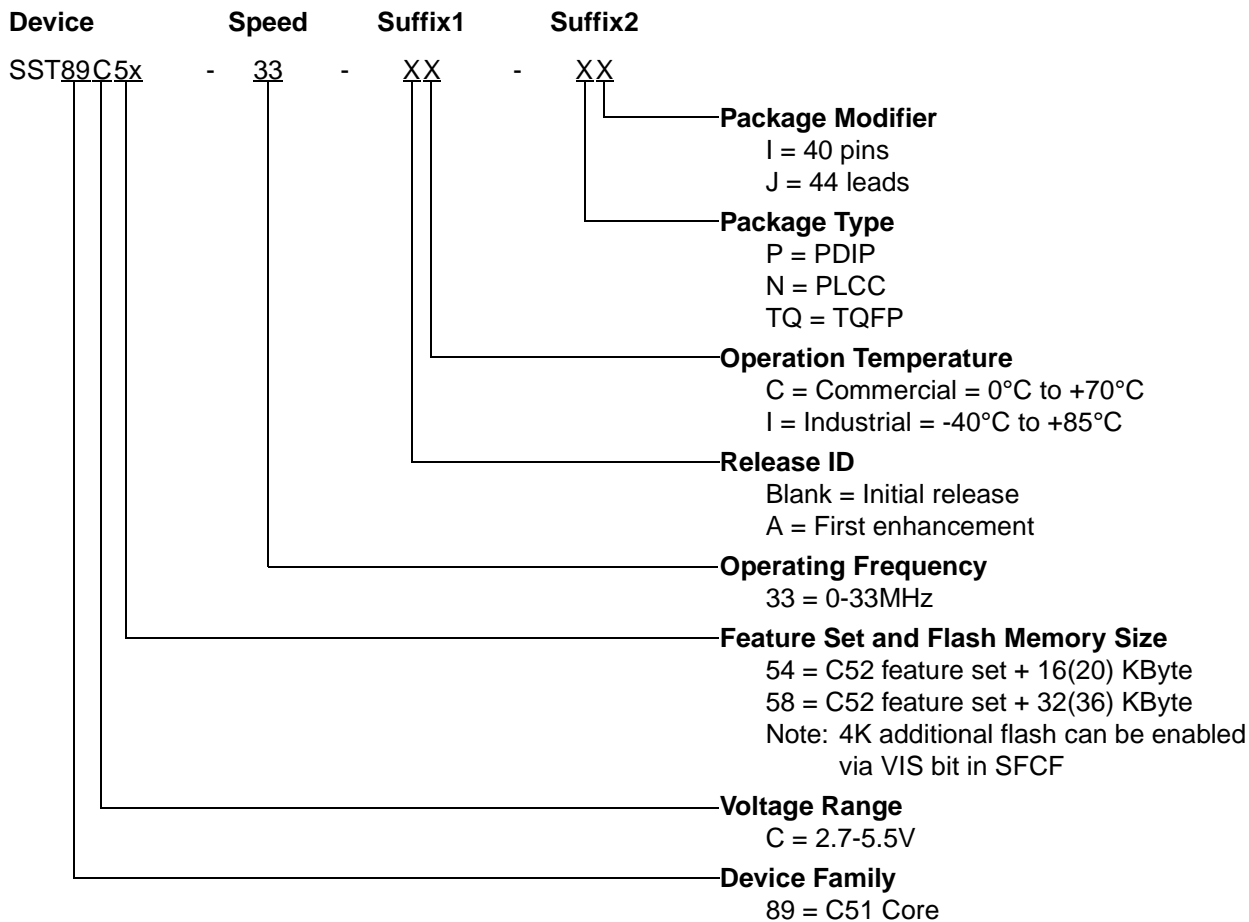 Device Speed Suffix1 Suffix2
SST89C5x - 33 - XX - XX
Package Modifier
I = 40 pins
J = 44 leads
Package Type
P = PDIP
N = PLCC
TQ = TQFP
Operation Temperature
C = Commercial = 0°C to +70°C
I = Industrial = -40°C to +85°C
Release ID
Blank = Initial release
A = First enhancement
Operating Frequency
33 = 0-33MHz
Feature Set and Flash Memory Size
54 = C52 feature set + 16(20) KByte
58 = C52 feature set + 32(36) KByte
Note: 4K additional flash can be enabled
via VIS bit in SFCF
Voltage Range
C = 2.7-5.5V
Device Family
89 = C51 Core